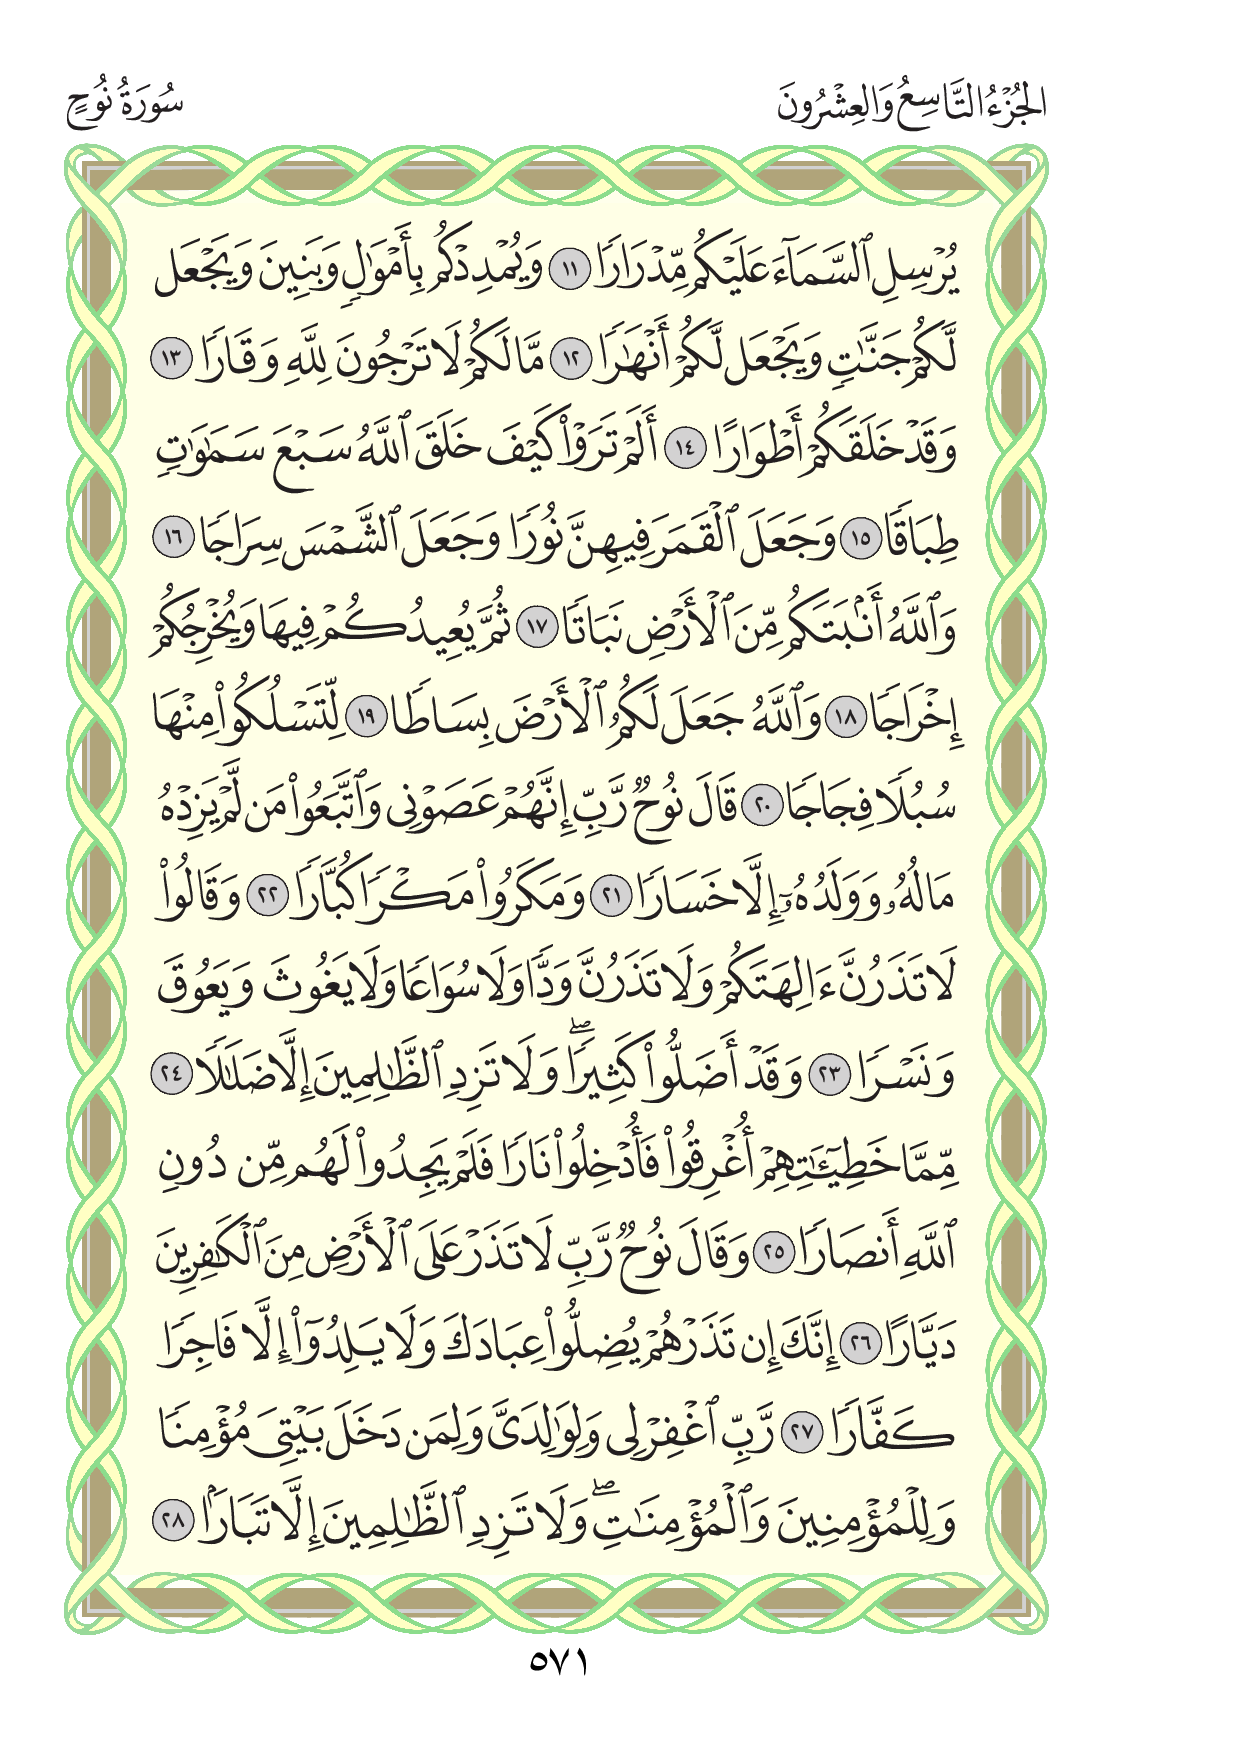 الجُزْءُ التَّاسِعُ وَالعِشْرُونَ
سُورَةُ نُوحٍ
يُرْسِلِ ٱلسَّمَآءَ عَلَيْكُم مِّدْرَارًا ١١ وَيُمْدِدْكُم بِأَمْوَٰلٍ وَبَنِينَ وَيَجْعَل
لَّكُمْ جَنَّٰتٍ وَيَجْعَل لَّكُمْ أَنْهَٰرًا ١٢ مَّا لَكُمْ لَا تَرْجُونَ لِلَّهِ وَقَارًا ١٣
وَقَدْ خَلَقَكُمْ أَطْوَارًا ١٤ أَلَمْ تَرَوْا۟ كَيْفَ خَلَقَ ٱللَّهُ سَبْعَ سَمَٰوَٰتٍ
طِبَاقًا ١٥ وَجَعَلَ ٱلْقَمَرَ فِيهِنَّ نُورًا وَجَعَلَ ٱلشَّمْسَ سِرَاجًا ١٦
وَٱللَّهُ أَنۢبَتَكُم مِّنَ ٱلْأَرْضِ نَبَاتًا ١٧ ثُمَّ يُعِيدُكُمْ فِيهَا وَيُخْرِجُكُمْ
إِخْرَاجًا ١٨ وَٱللَّهُ جَعَلَ لَكُمُ ٱلْأَرْضَ بِسَاطًا ١٩ لِّتَسْلُكُوا۟ مِنْهَا
سُبُلًا فِجَاجًا ٢٠ قَالَ نُوحٌ رَّبِّ إِنَّهُمْ عَصَوْنِى وَٱتَّبَعُوا۟ مَن لَّمْ يَزِدْهُ
مَالُهُۥ وَوَلَدُهُۥٓ إِلَّا خَسَارًا ٢١ وَمَكَرُوا۟ مَكْرًا كُبَّارًا ٢٢ وَقَالُوا۟
لَا تَذَرُنَّ ءَالِهَتَكُمْ وَلَا تَذَرُنَّ وَدًّا وَلَا سُوَاعًا وَلَا يَغُوثَ وَيَعُوقَ
وَنَسْرًا ٢٣ وَقَدْ أَضَلُّوا۟ كَثِيرًا ۖ وَلَا تَزِدِ ٱلظَّٰلِمِينَ إِلَّا ضَلَٰلًا ٢٤
مِّمَّا خَطِيٓـَٰٔتِهِمْ أُغْرِقُوا۟ فَأُدْخِلُوا۟ نَارًا فَلَمْ يَجِدُوا۟ لَهُم مِّن دُونِ
ٱللَّهِ أَنصَارًا ٢٥ وَقَالَ نُوحٌ رَّبِّ لَا تَذَرْ عَلَى ٱلْأَرْضِ مِنَ ٱلْكَٰفِرِينَ
دَيَّارًا ٢٦ إِنَّكَ إِن تَذَرْهُمْ يُضِلُّوا۟ عِبَادَكَ وَلَا يَلِدُوٓا۟ إِلَّا فَاجِرًا
كَفَّارًا ٢٧ رَّبِّ ٱغْفِرْ لِى وَلِوَٰلِدَىَّ وَلِمَن دَخَلَ بَيْتِىَ مُؤْمِنًا
وَلِلْمُؤْمِنِينَ وَٱلْمُؤْمِنَٰتِ ۖ وَلَا تَزِدِ ٱلظَّٰلِمِينَ إِلَّا تَبَارًۢا ٢٨
٥٧١